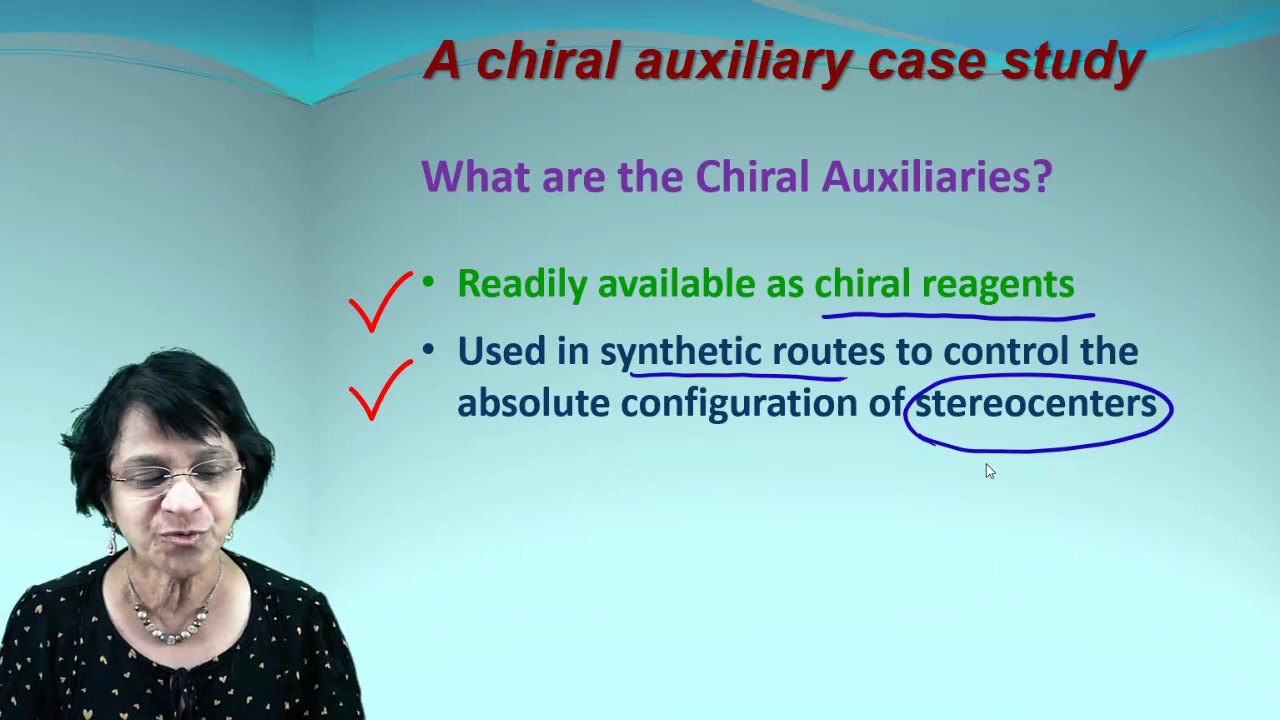 A chiral auxiliary case study
What are the Chiral Auxiliaries?
• Readily available as chiral reagents
• Used in synthetic routes to control the
absolute configuration of stereocenters